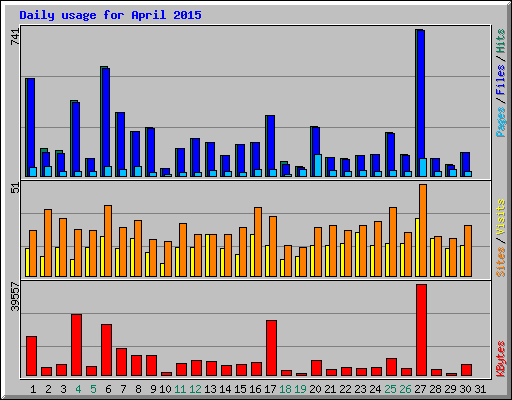 Daily usage for April 2015
741
51
39557
Pages / Files / Hits
Sites / Visits
KBytes
1 2 3 4 5 6 7 8 9 10 11 12 13 14 15 16 17 18 19 20 21 22 23 24 25 26 27 28 29 30 31